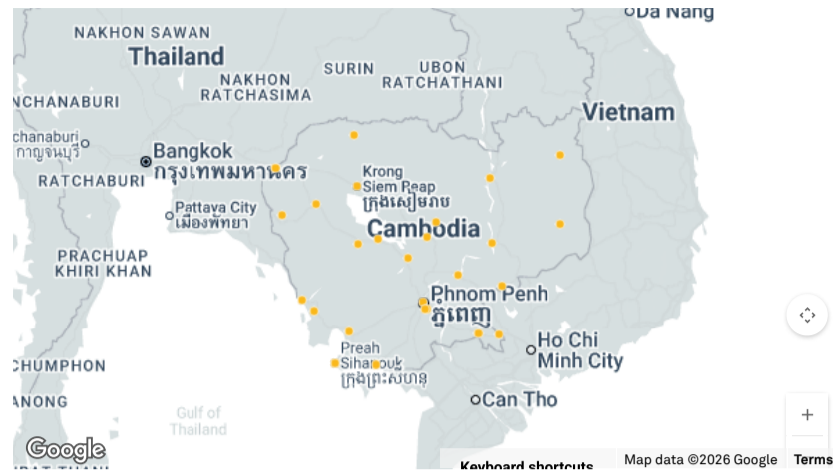 Da Nang
NAKHON SAWAN
Thailand
SURIN
UBON
RATCHATHANI
NAKHON
RATCHASIMA
NCHANABURI
Vietnam
chanaburi
กาญจนบุรี
Bangkok
กรุงเทพมหานคร
RATCHABURI
Krong
Siem Reap
ក្រុងសៀមរាប
Pattaya City
เมืองพัทยา
Cambodia
PRACHUAP
KHIRI KHAN
Phnom Penh
ភ្នំពេញ
Ho Chi
Minh City
Preah
Sihanouk
ក្រុងព្រះសីហនុ
CHUMPHON
Can Tho
ANONG
Gulf of
Thailand
Google
Keyboard shortcuts
Map data ©2026 Google
Terms